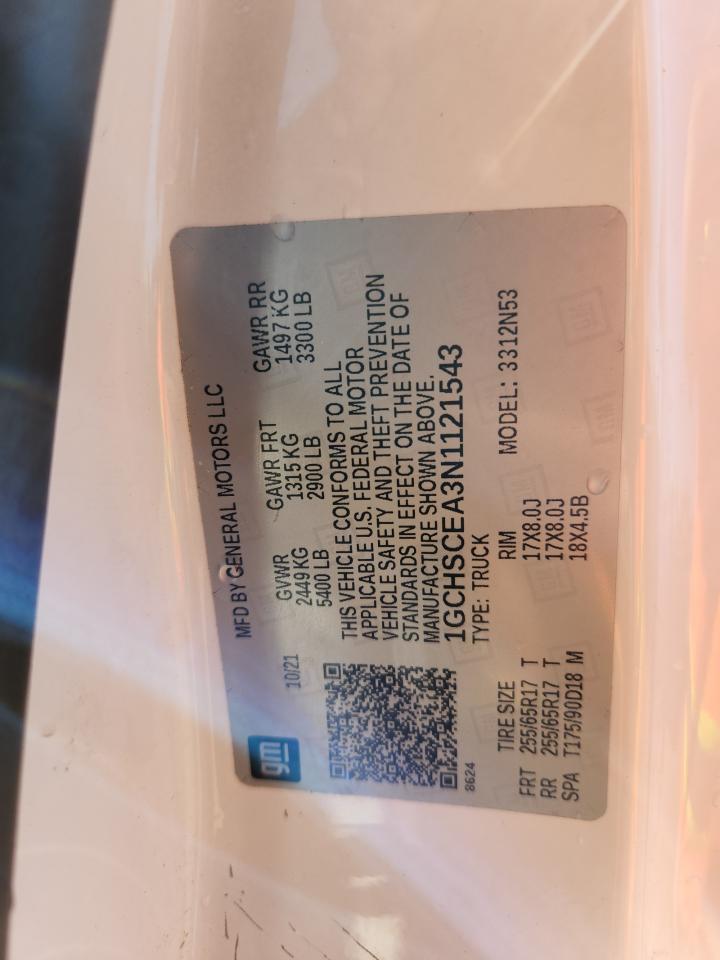 gm
MFD BY GENERAL MOTORS LLC
10/21
GVWR GAWR FRT GAWR RR
2449 KG 1315 KG 1497 KG
5400 LB 2900 LB 3300 LB
THIS VEHICLE CONFORMS TO ALL
APPLICABLE U.S. FEDERAL MOTOR
VEHICLE SAFETY AND THEFT PREVENTION
STANDARDS IN EFFECT ON THE DATE OF
MANUFACTURE SHOWN ABOVE.
1GCHSCEA3N1121543
8624
TYPE: TRUCK
TIRE SIZE RIM MODEL: 3312N53
FRT 255/65R17 T 17X8.0J
RR 255/65R17 T 17X8.0J
SPA T175/90D18 M 18X4.5B